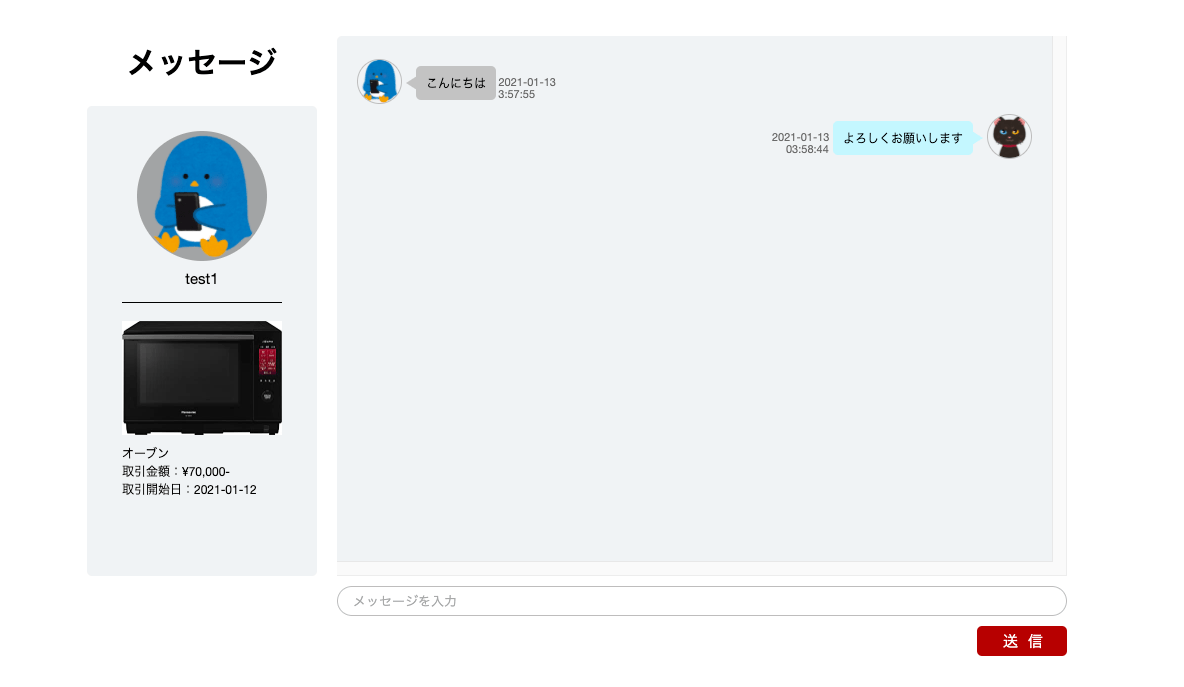 メッセージ
test1
Panasonic
オーブン
取引金額：¥70,000-
取引開始日：2021-01-12
こんにちは
2021-01-13
3:57:55
2021-01-13
03:58:44
よろしくお願いします
メッセージを入力
送 信